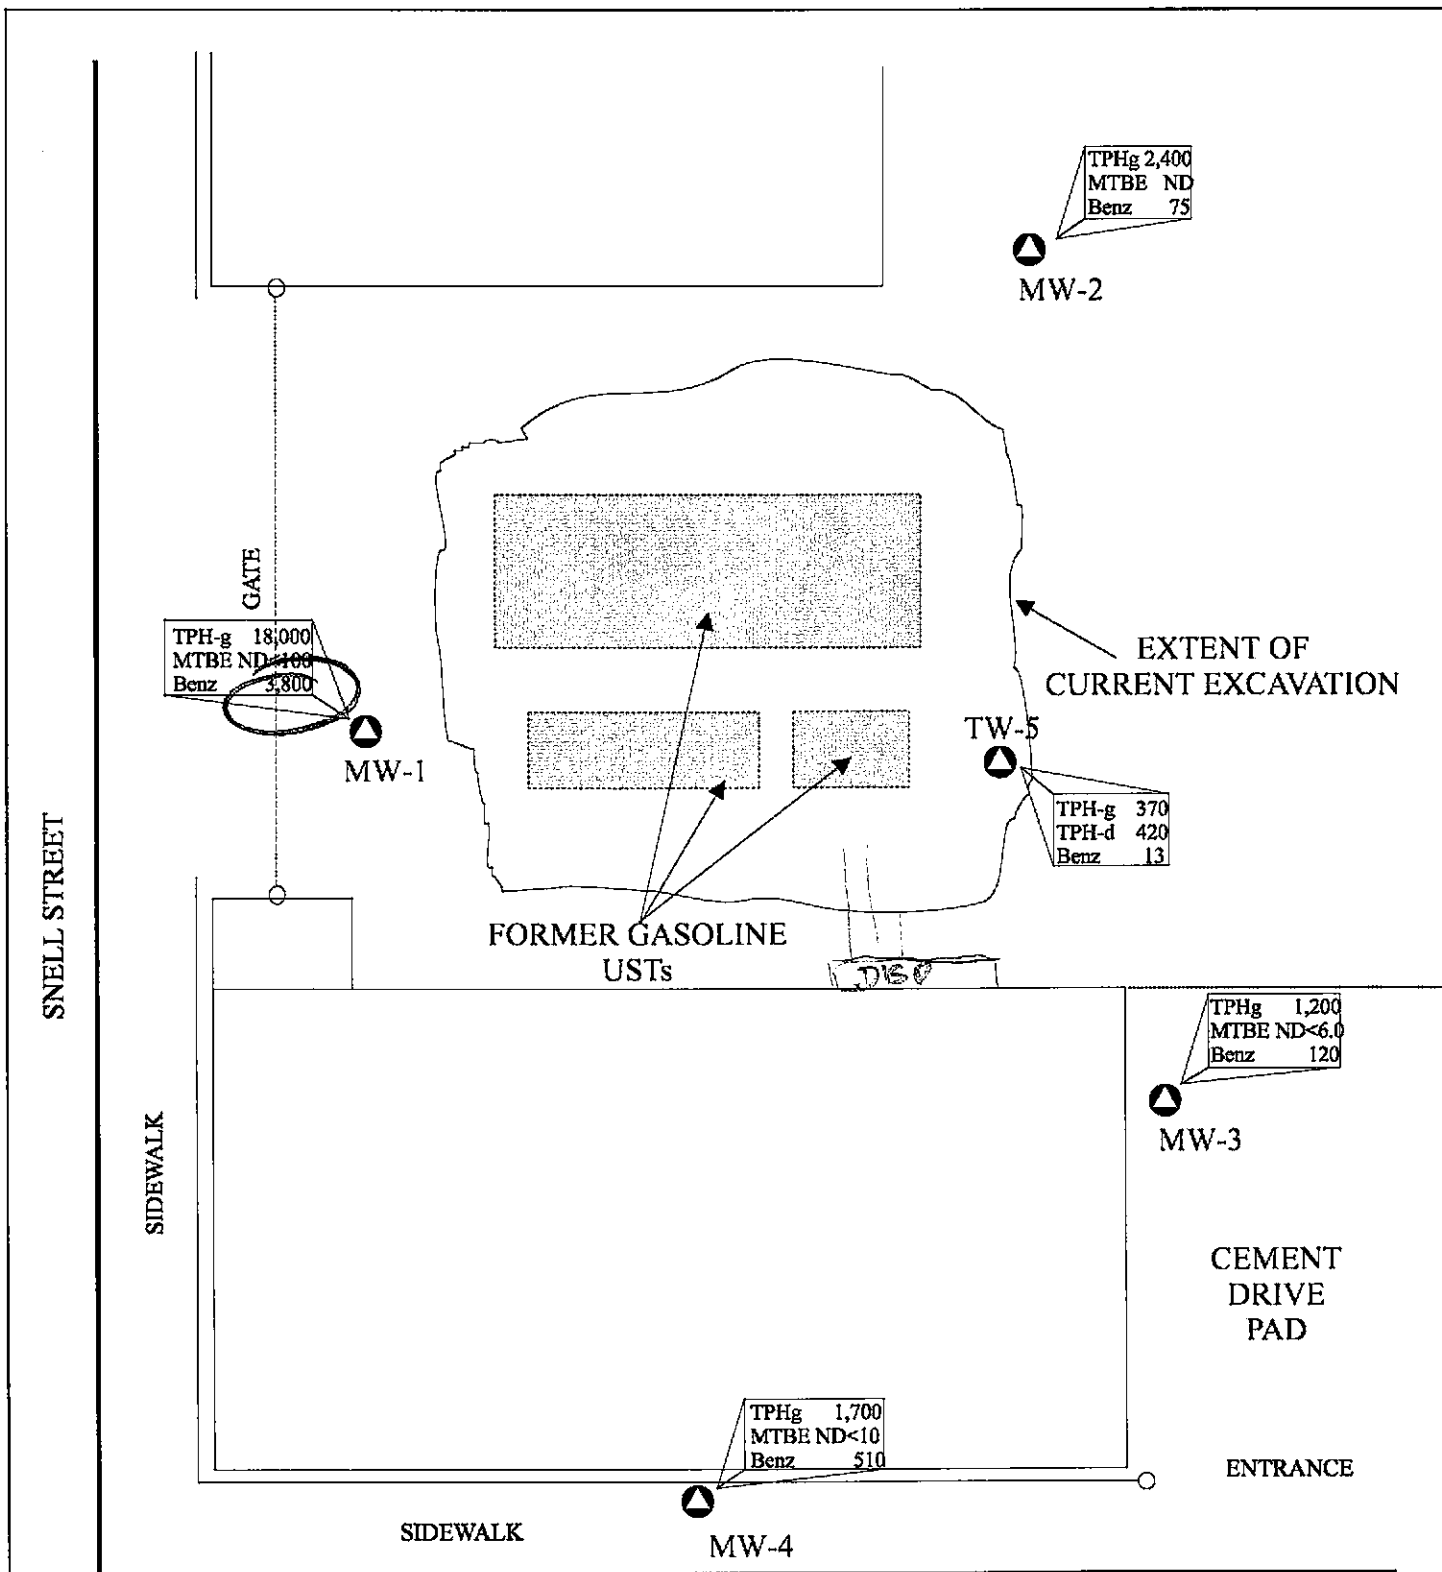 TPHg 2,400
MTBE ND
Benz 75
MW-2
GATE
TPH-g 18,000
MTBE ND<100
Benz 3,800
MW-1
EXTENT OF
CURRENT EXCAVATION
TW-5
TPH-g 370
TPH-d 420
Benz 13
SNELL STREET
FORMER GASOLINE
USTs
TPHg 1,200
MTBE ND<6.0
Benz 120
MW-3
SIDEWALK
CEMENT
DRIVE
PAD
TPHg 1,700
MTBE ND<10
Benz 510
ENTRANCE
SIDEWALK
MW-4